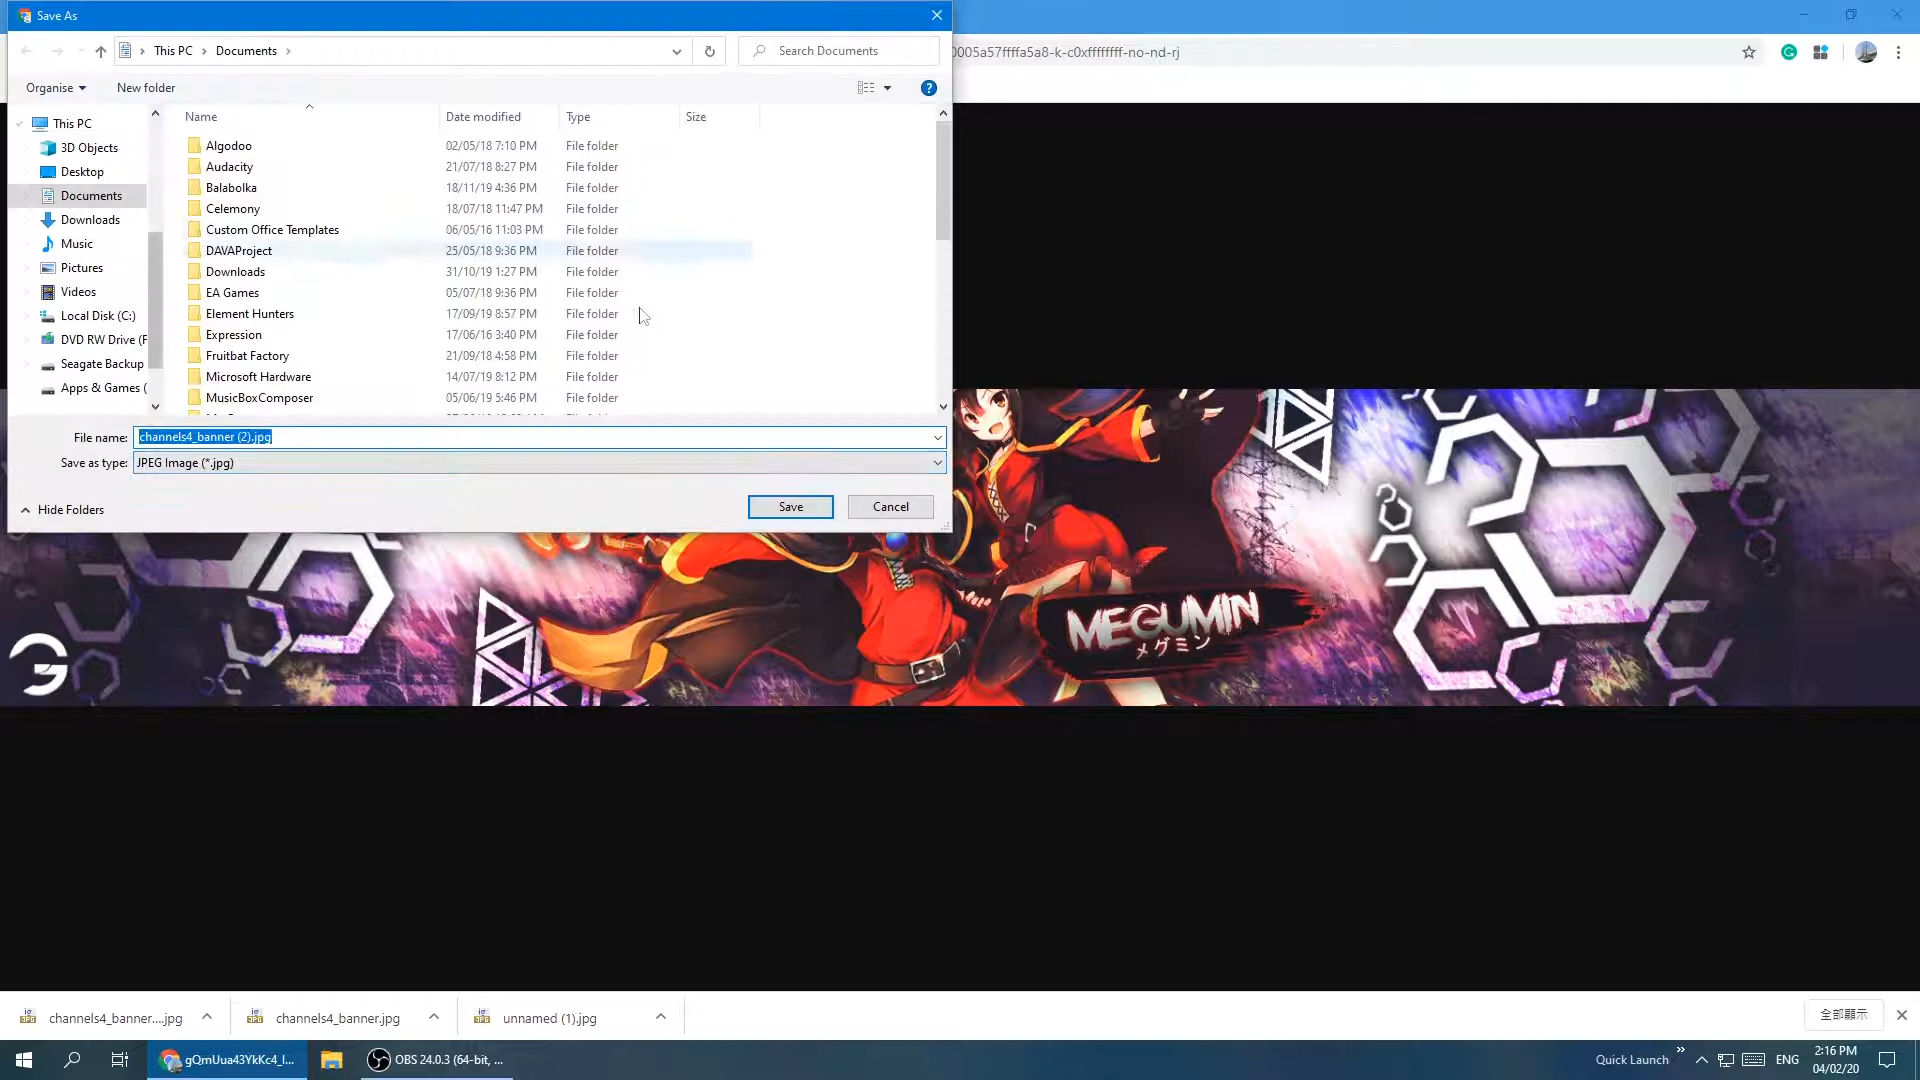 Save As
This PC
Documents
Search Documents
0005a57ffffa5a8-k-c0xffffffff-no-nd-rj
Organise
New folder
Name
Date modified
Type
Size
This PC
3D Objects
Desktop
Documents
Downloads
Music
Pictures
Videos
Local Disk (C:)
DVD RW Drive (F
Seagate Backup
Apps & Games (
Algodoo 02/05/18 7:10 PM File folder
Audacity 21/07/18 8:27 PM File folder
Balabolka 18/11/19 4:36 PM File folder
Celemony 18/07/18 11:47 PM File folder
Custom Office Templates 06/05/16 11:03 PM File folder
DAVAProject 25/05/18 9:36 PM File folder
Downloads 31/10/19 1:27 PM File folder
EA Games 05/07/18 9:36 PM File folder
Element Hunters 17/09/19 8:57 PM File folder
Expression 17/06/16 3:40 PM File folder
Fruitbat Factory 21/09/18 4:58 PM File folder
Microsoft Hardware 14/07/19 8:12 PM File folder
MusicBoxComposer 05/06/19 5:46 PM File folder
File name: channels4_banner (2).jpg
Save as type: JPEG Image (*.jpg)
Hide Folders
Save
Cancel
MEGUMIN
メグミン
channels4_banner....jpg
channels4_banner.jpg
unnamed (1).jpg
全部顯示
gQmUua43YkKc4_l...
OBS 24.0.3 (64-bit, ...
Quick Launch
ENG
2:16 PM
04/02/20